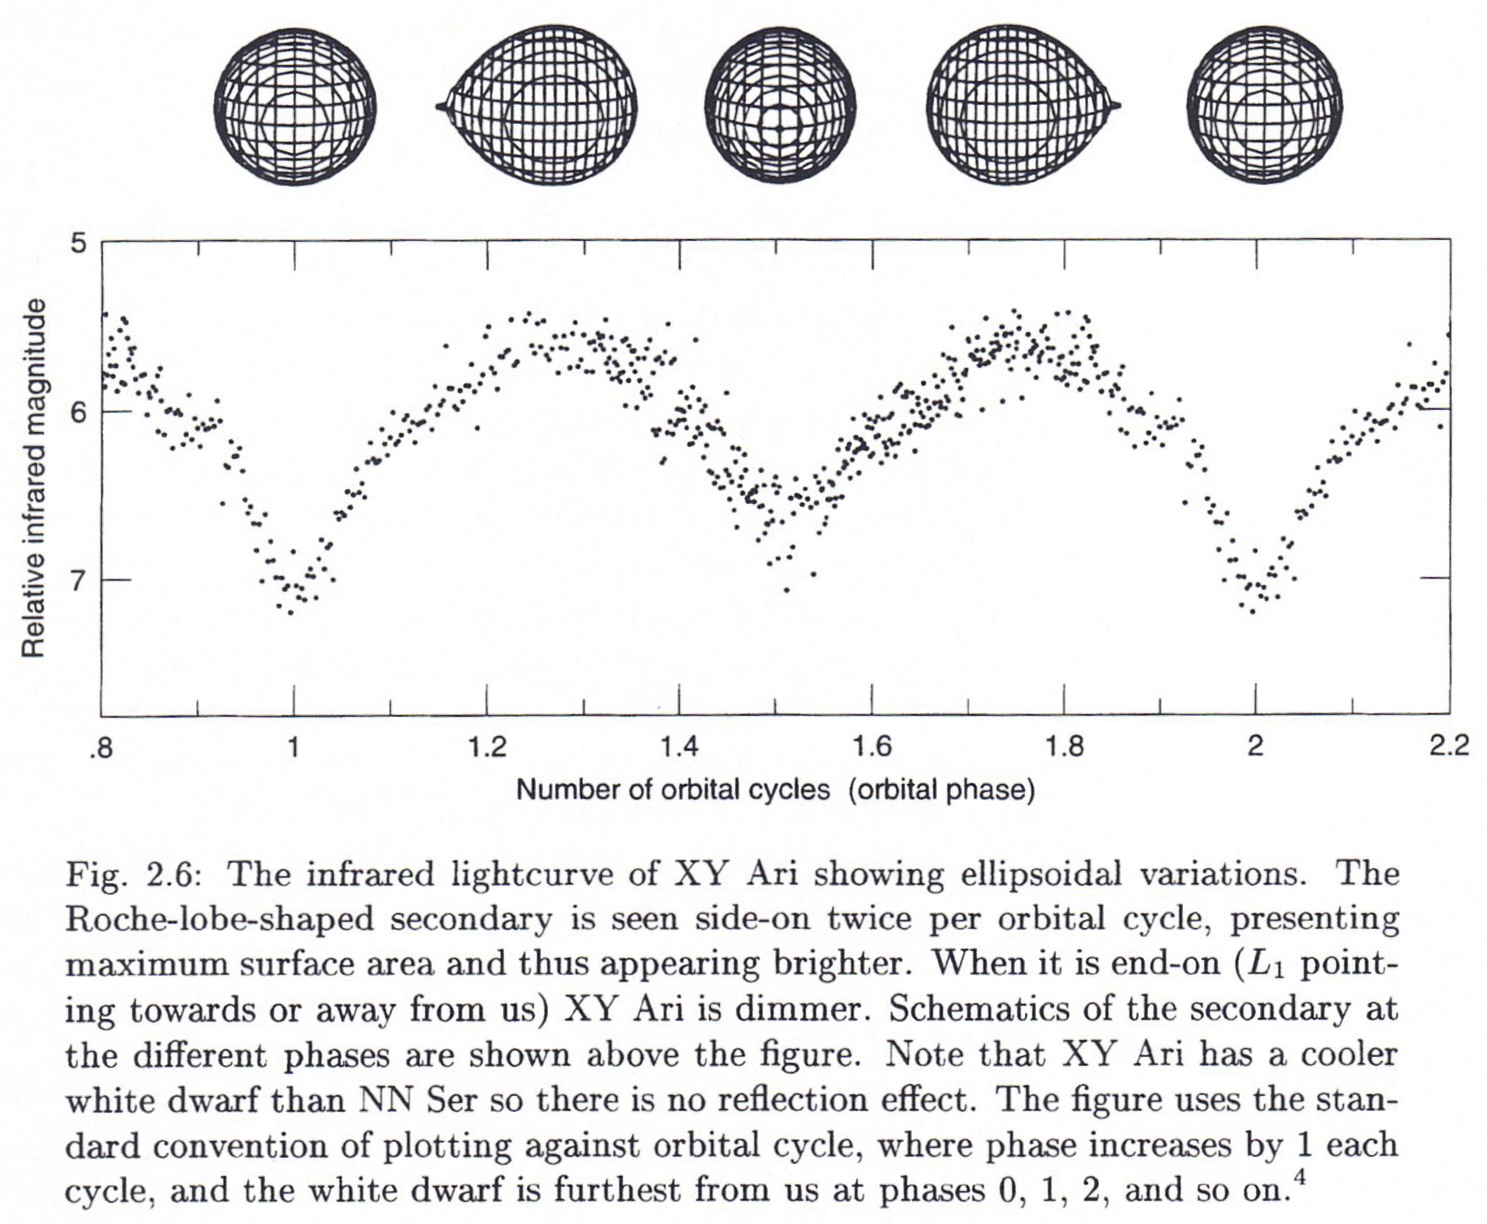 5
6
7
Relative infrared magnitude
.8 1 1.2 1.4 1.6 1.8 2 2.2
Number of orbital cycles (orbital phase)
Fig. 2.6: The infrared lightcurve of XY Ari showing ellipsoidal variations. The
Roche-lobe-shaped secondary is seen side-on twice per orbital cycle, presenting
maximum surface area and thus appearing brighter. When it is end-on (L₁ point-
ing towards or away from us) XY Ari is dimmer. Schematics of the secondary at
the different phases are shown above the figure. Note that XY Ari has a cooler
white dwarf than NN Ser so there is no reflection effect. The figure uses the stan-
dard convention of plotting against orbital cycle, where phase increases by 1 each
cycle, and the white dwarf is furthest from us at phases 0, 1, 2, and so on.⁴